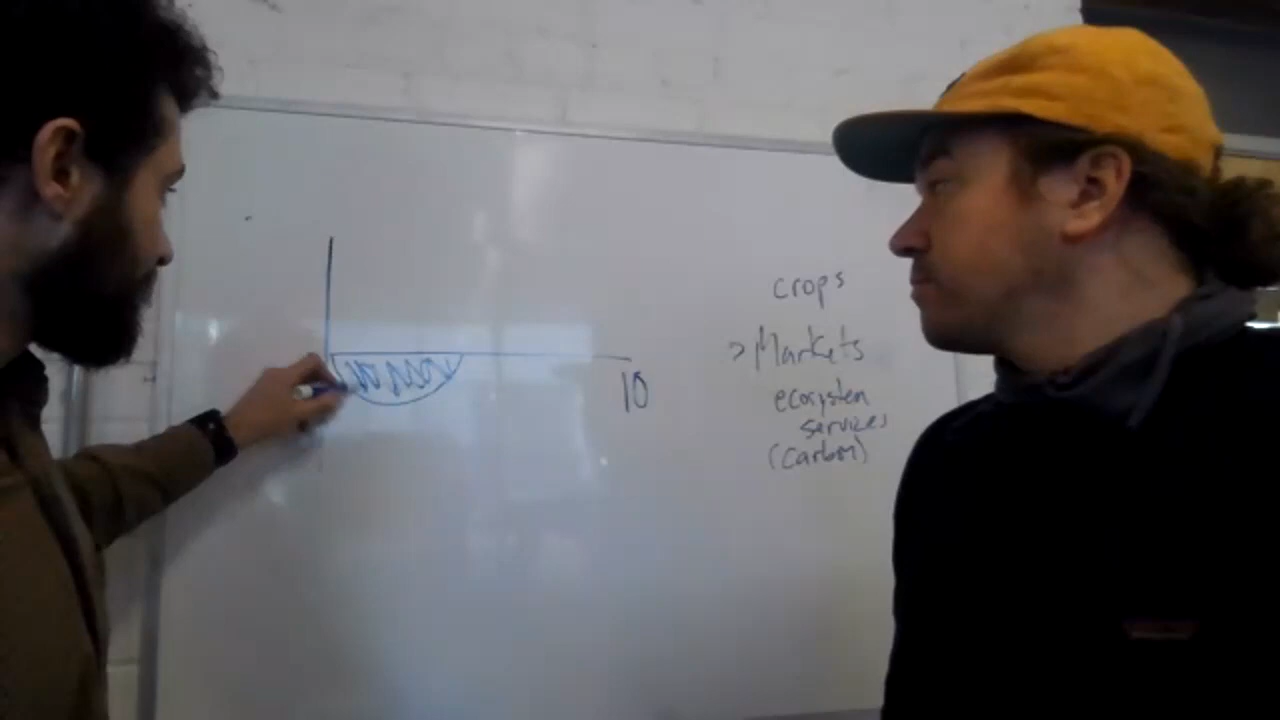 10
crops
> Markets
ecosystem
services
(carbon)